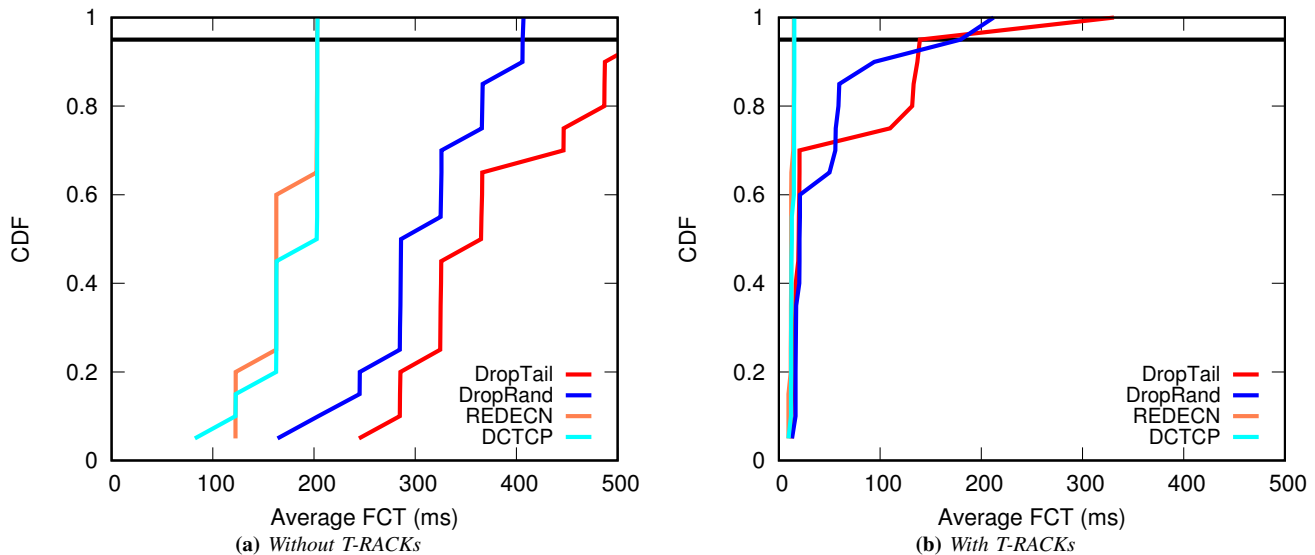 1
0.8
0.6
0.4
0.2
0
CDF
0 100 200 300 400 500
Average FCT (ms)
DropTail
DropRand
REDECN
DCTCP
(a) Without T-RACKs
1
0.8
0.6
0.4
0.2
0
CDF
0 100 200 300 400 500
Average FCT (ms)
DropTail
DropRand
REDECN
DCTCP
(b) With T-RACKs